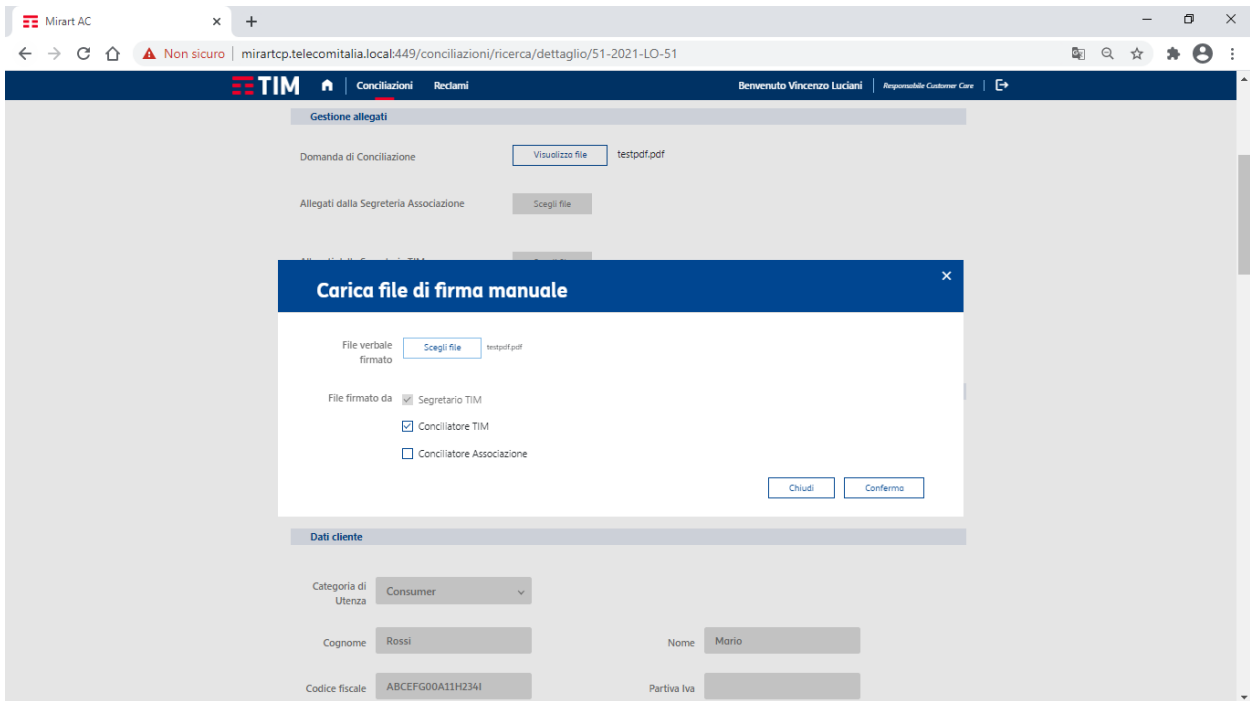 Mirart AC
Non sicuro | mirartcp.telecomitalia.local:449/conciliazioni/ricerca/dettaglio/51-2021-LO-51
TIM Conciliazioni Reclami Benvenuto Vincenzo Luciani Responsabile Customer Care
Gestione allegati
Domanda di Conciliazione Visualizza file testpdf.pdf
Allegati dalla Segreteria Associazione Scegli file
Carica file di firma manuale
File verbale firmato Scegli file testpdf.pdf
File firmato da Segretario TIM
Conciliatore TIM
Conciliatore Associazione
Chiudi Conferma
Dati cliente
Categoria di Utenza Consumer
Cognome Rossi Nome Mario
Codice fiscale ABCEFG00A11H234I Partiva Iva